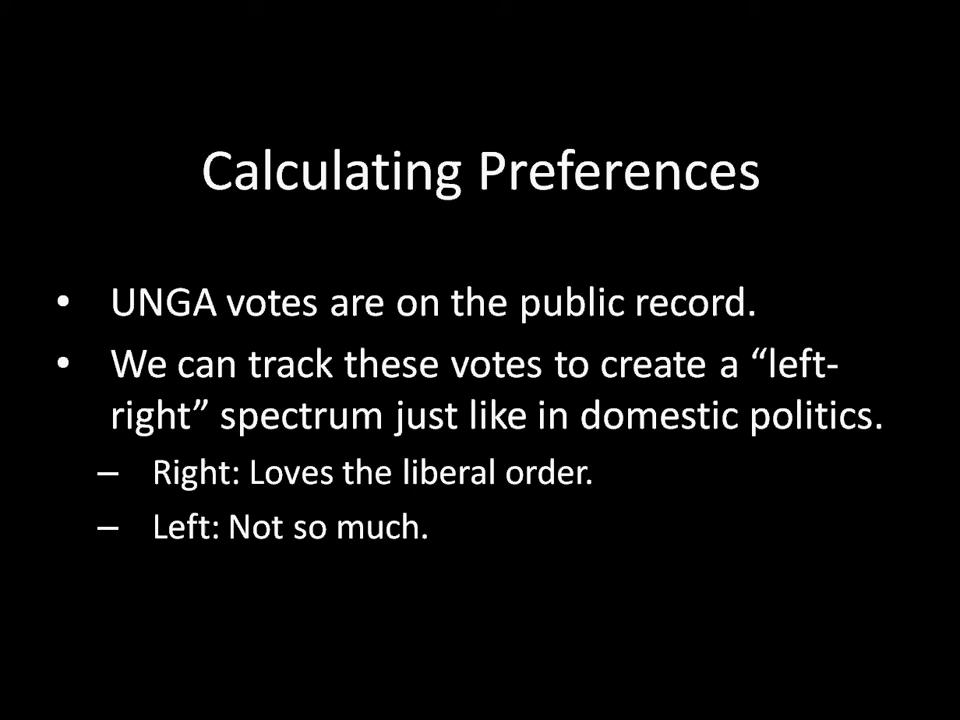 Calculating Preferences
• UNGA votes are on the public record.
• We can track these votes to create a “left-
right” spectrum just like in domestic politics.
– Right: Loves the liberal order.
– Left: Not so much.